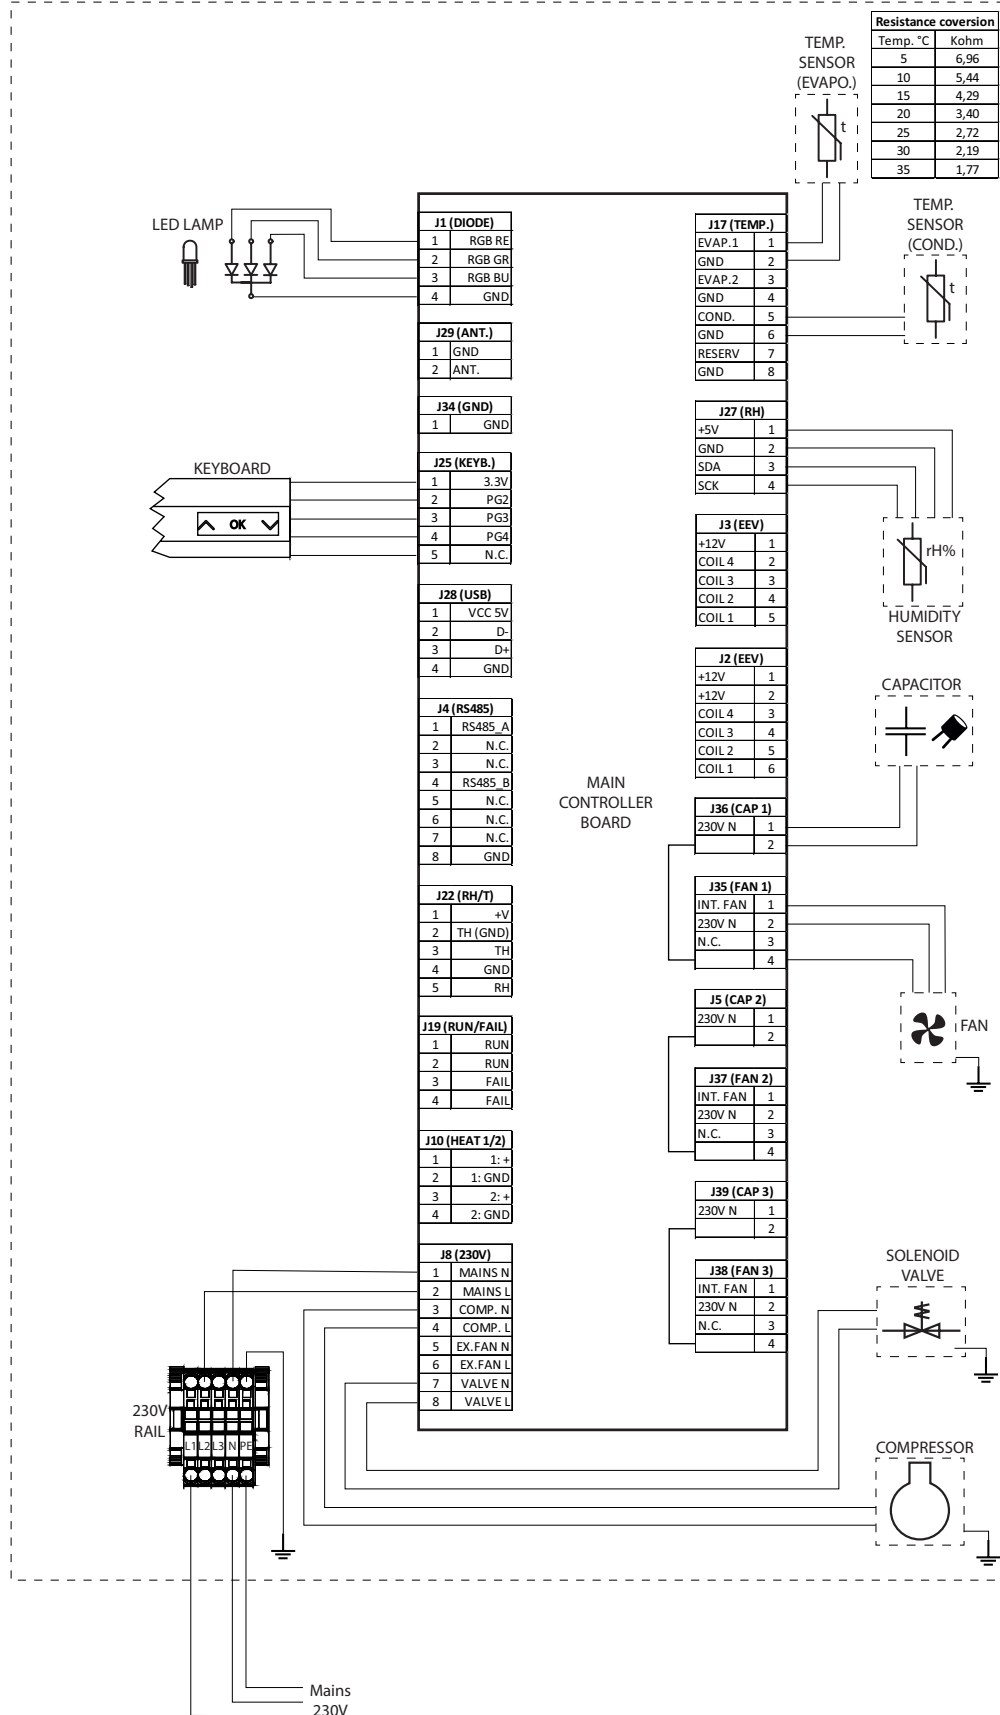 Resistance coversion
Temp. °C Kohm
5 6,96
10 5,44
15 4,29
20 3,40
25 2,72
30 2,19
35 1,77
TEMP.
SENSOR
(EVAPO.)
t
TEMP.
SENSOR
(COND.)
t
LED LAMP
J1 (DIODE)
1 RGB RE
2 RGB GR
3 RGB BU
4 GND
J29 (ANT.)
1 GND
2 ANT.
J34 (GND)
1 GND
KEYBOARD
OK
J25 (KEYB.)
1 3.3V
2 PG2
3 PG3
4 PG4
5 N.C.
J28 (USB)
1 VCC 5V
2 D-
3 D+
4 GND
J4 (RS485)
1 RS485_A
2 N.C.
3 N.C.
4 RS485_B
5 N.C.
6 N.C.
7 N.C.
8 GND
J22 (RH/T)
1 +V
2 TH (GND)
3 TH
4 GND
5 RH
J19 (RUN/FAIL)
1 RUN
2 RUN
3 FAIL
4 FAIL
J10 (HEAT 1/2)
1 1: +
2 1: GND
3 2: +
4 2: GND
J8 (230V)
1 MAINS N
2 MAINS L
3 COMP. N
4 COMP. L
5 EX.FAN N
6 EX.FAN L
7 VALVE N
8 VALVE L
MAIN
CONTROLLER
BOARD
J17 (TEMP.)
EVAP.1 1
GND 2
EVAP.2 3
GND 4
COND. 5
GND 6
RESERV 7
GND 8
J27 (RH)
+5V 1
GND 2
SDA 3
SCK 4
rH%
HUMIDITY
SENSOR
J3 (EEV)
+12V 1
COIL 4 2
COIL 3 3
COIL 2 4
COIL 1 5
J2 (EEV)
+12V 1
+12V 2
COIL 4 3
COIL 3 4
COIL 2 5
COIL 1 6
CAPACITOR
J36 (CAP 1)
230V N 1
2
J35 (FAN 1)
INT. FAN 1
230V N 2
N.C. 3
4
FAN
J5 (CAP 2)
230V N 1
2
J37 (FAN 2)
INT. FAN 1
230V N 2
N.C. 3
4
J39 (CAP 3)
230V N 1
2
J38 (FAN 3)
INT. FAN 1
230V N 2
N.C. 3
4
SOLENOID
VALVE
COMPRESSOR
230V
RAIL
L1 L2 L3 N PE
Mains
230V